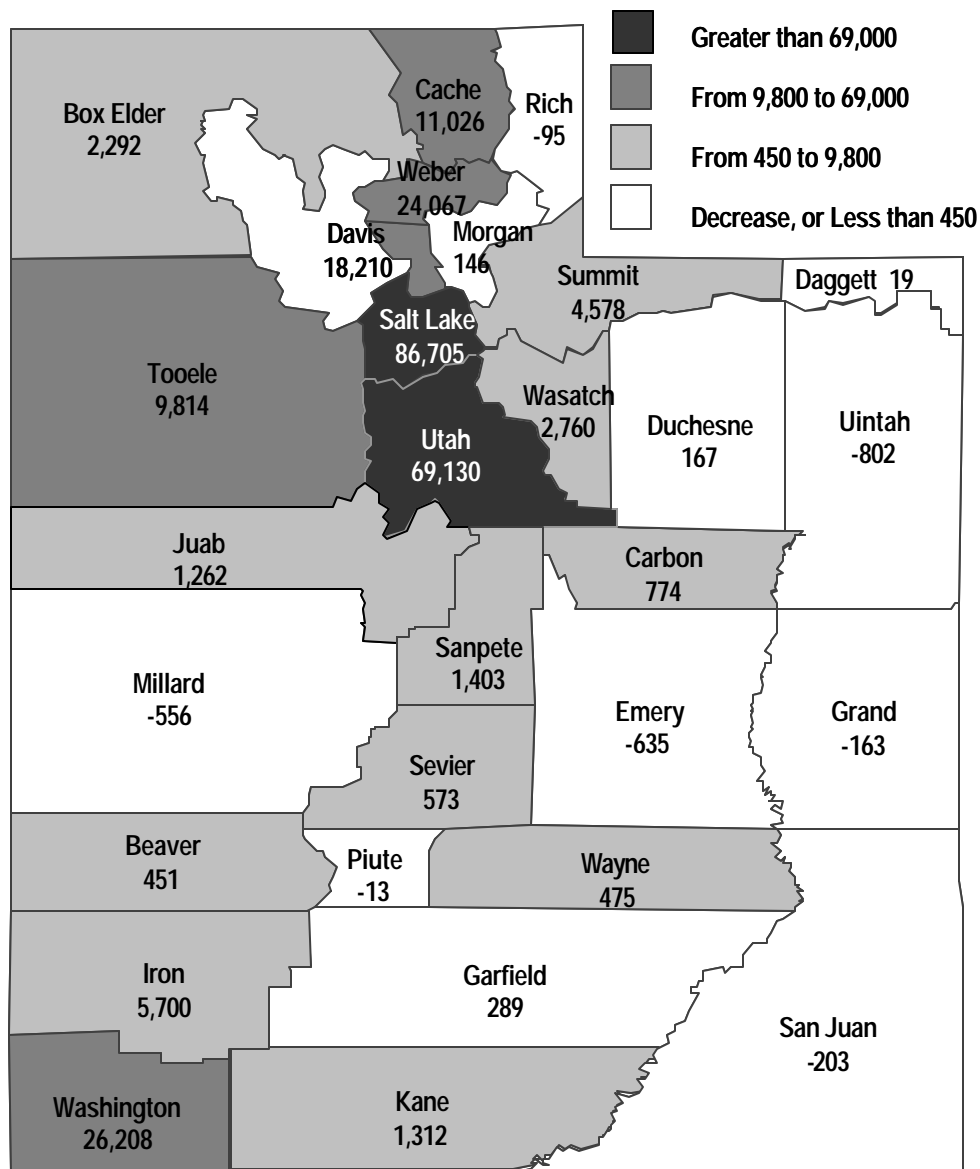 Greater than 69,000
From 9,800 to 69,000
From 450 to 9,800
Decrease, or Less than 450
Box Elder
2,292
Cache
11,026
Rich
-95
Weber
24,067
Davis
18,210
Morgan
146
Summit
4,578
Daggett 19
Salt Lake
86,705
Tooele
9,814
Wasatch
2,760
Utah
69,130
Duchesne
167
Uintah
-802
Juab
1,262
Carbon
774
Sanpete
1,403
Millard
-556
Emery
-635
Grand
-163
Sevier
573
Beaver
451
Piute
-13
Wayne
475
Iron
5,700
Garfield
289
San Juan
-203
Washington
26,208
Kane
1,312